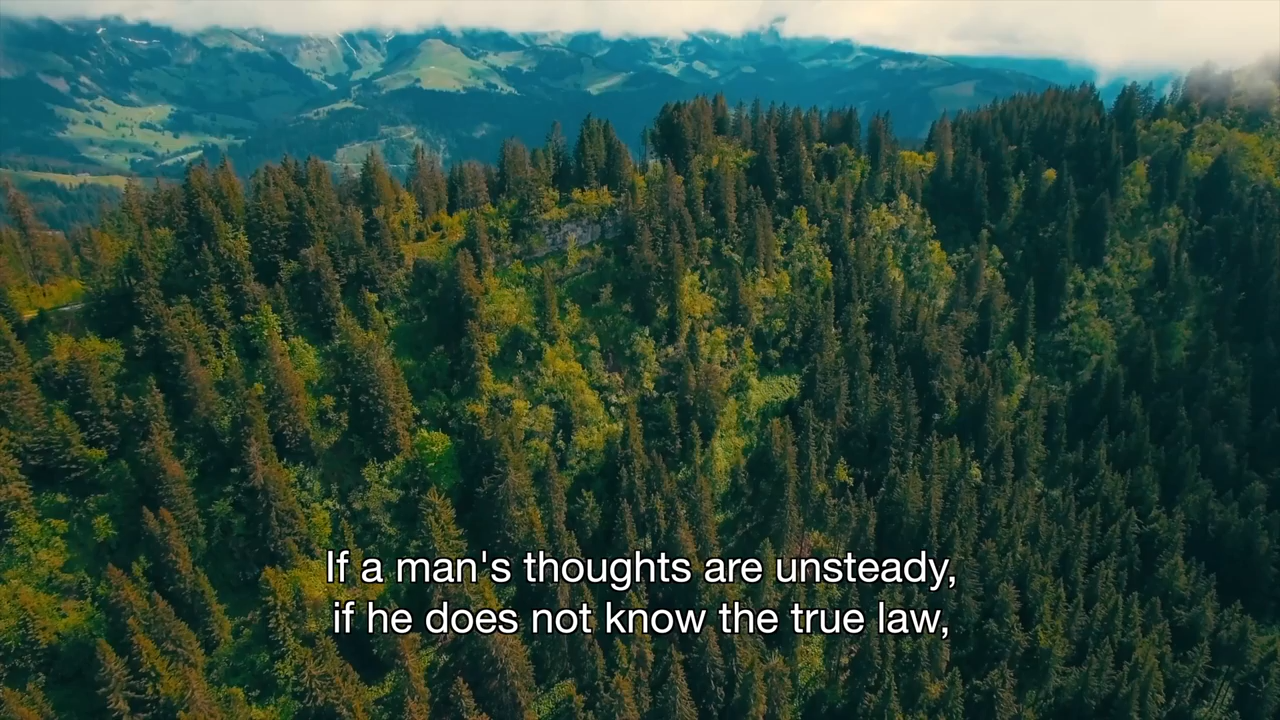 If a man's thoughts are unsteady,
if he does not know the true law,